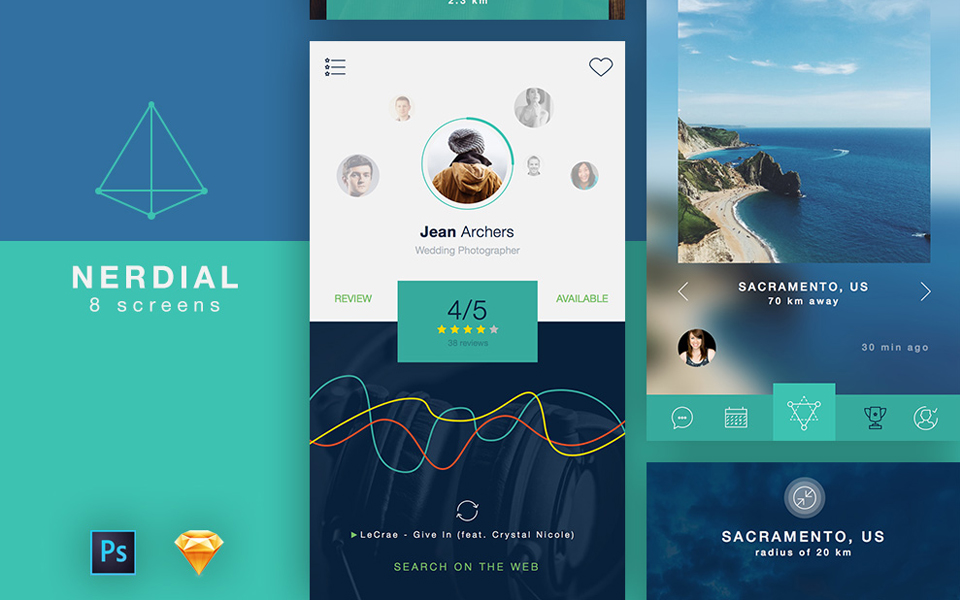 NERDIAL
8 screens
Ps
2.3 km
Jean Archers
Wedding Photographer
REVIEW
4/5
38 reviews
AVAILABLE
LeCrae - Give In (feat. Crystal Nicole)
SEARCH ON THE WEB
SACRAMENTO, US
70 km away
30 min ago
SACRAMENTO, US
radius of 20 km